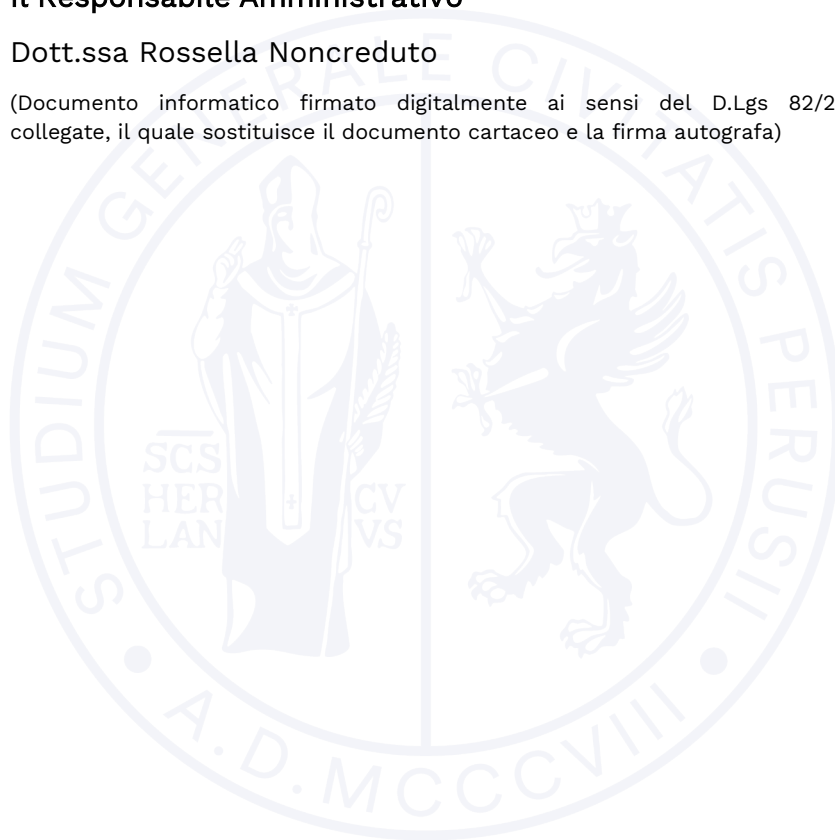 Il Responsabile Amministrativo
Dott.ssa Rossella Noncreduto
(Documento informatico firmato digitalmente ai sensi del D.Lgs 82/2
collegate, il quale sostituisce il documento cartaceo e la firma autografa)
STUDIUM GENERALE CIVITATIS PERUSII
SCS
HER CV
LAN VS
A.D.MCCCVIII